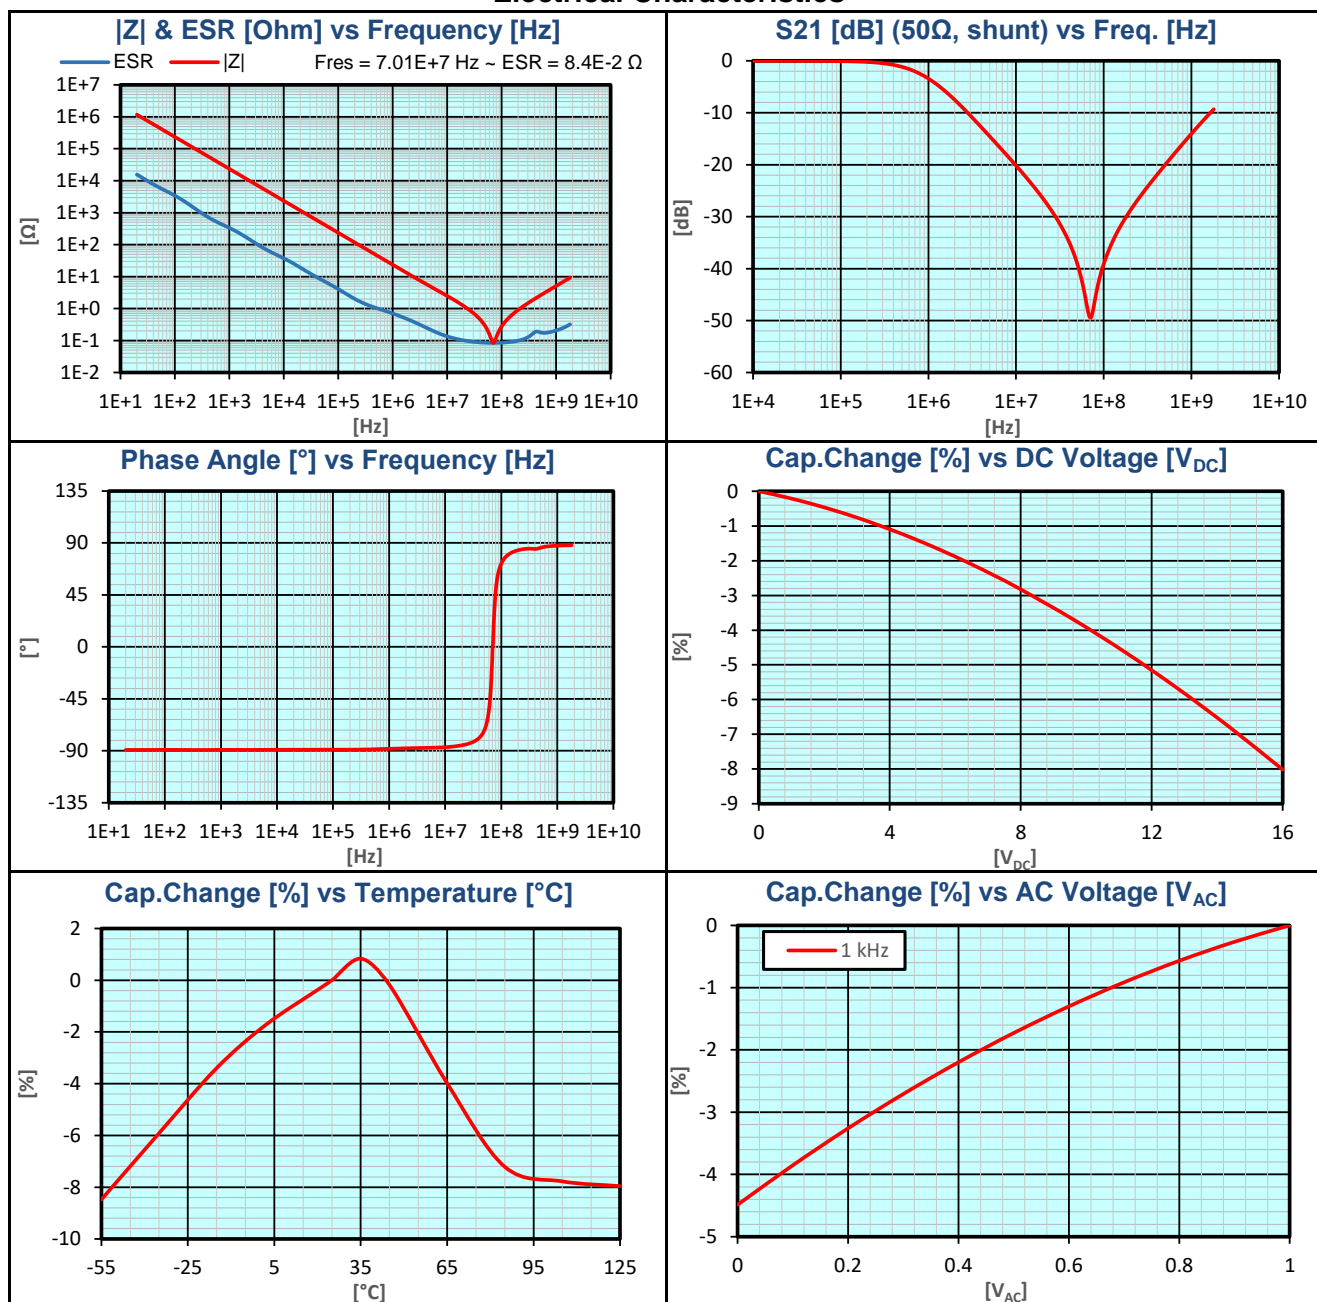 |Z| & ESR [Ohm] vs Frequency [Hz]
ESR |Z| Fres = 7.01E+7 Hz ~ ESR = 8.4E-2 Ω
1E+7
1E+6
1E+5
1E+4
1E+3
1E+2
1E+1
1E+0
1E-1
1E-2
[Ω]
1E+1 1E+2 1E+3 1E+4 1E+5 1E+6 1E+7 1E+8 1E+9 1E+10
[Hz]
S21 [dB] (50Ω, shunt) vs Freq. [Hz]
0
-10
-20
-30
-40
-50
-60
[dB]
1E+4 1E+5 1E+6 1E+7 1E+8 1E+9 1E+10
[Hz]
Phase Angle [°] vs Frequency [Hz]
135
90
45
0
-45
-90
-135
[°]
1E+1 1E+2 1E+3 1E+4 1E+5 1E+6 1E+7 1E+8 1E+9 1E+10
[Hz]
Cap.Change [%] vs DC Voltage [VDC]
0
-1
-2
-3
-4
-5
-6
-7
-8
-9
[%]
0 4 8 12 16
[VDC]
Cap.Change [%] vs Temperature [°C]
2
0
-2
-4
-6
-8
-10
[%]
-55 -25 5 35 65 95 125
[°C]
Cap.Change [%] vs AC Voltage [VAC]
1 kHz
0
-1
-2
-3
-4
-5
[%]
0 0.2 0.4 0.6 0.8 1
[VAC]